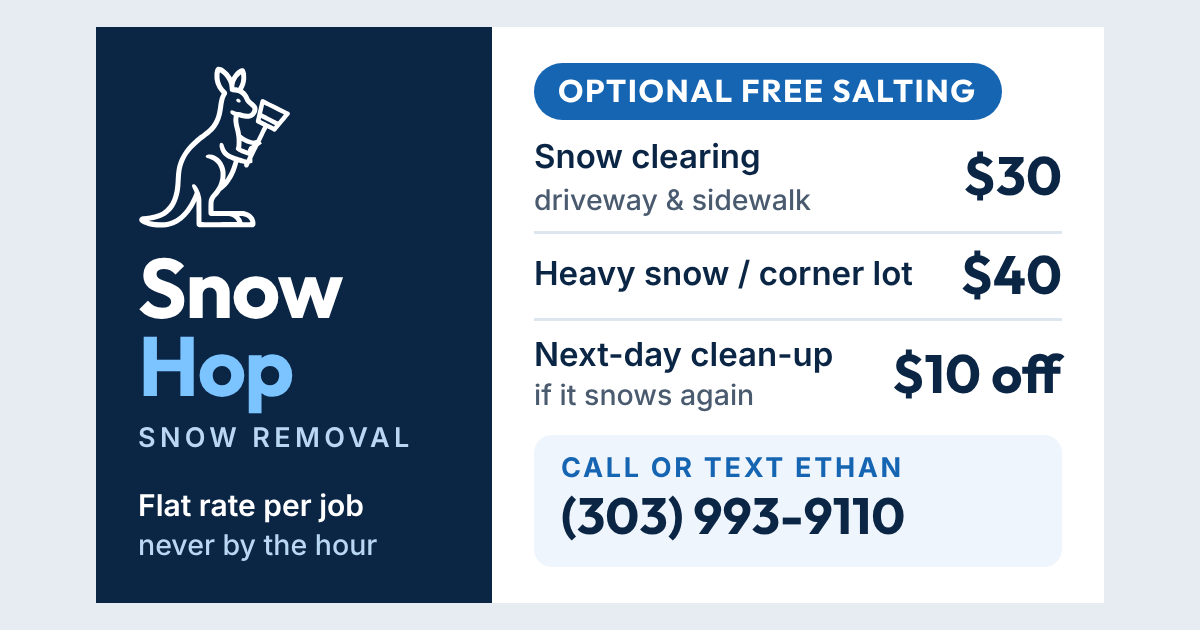 Snow
Hop
SNOW REMOVAL
Flat rate per job
never by the hour
OPTIONAL FREE SALTING
Snow clearing
driveway & sidewalk
$30
Heavy snow / corner lot
$40
Next-day clean-up
if it snows again
$10 off
CALL OR TEXT ETHAN
(303) 993-9110